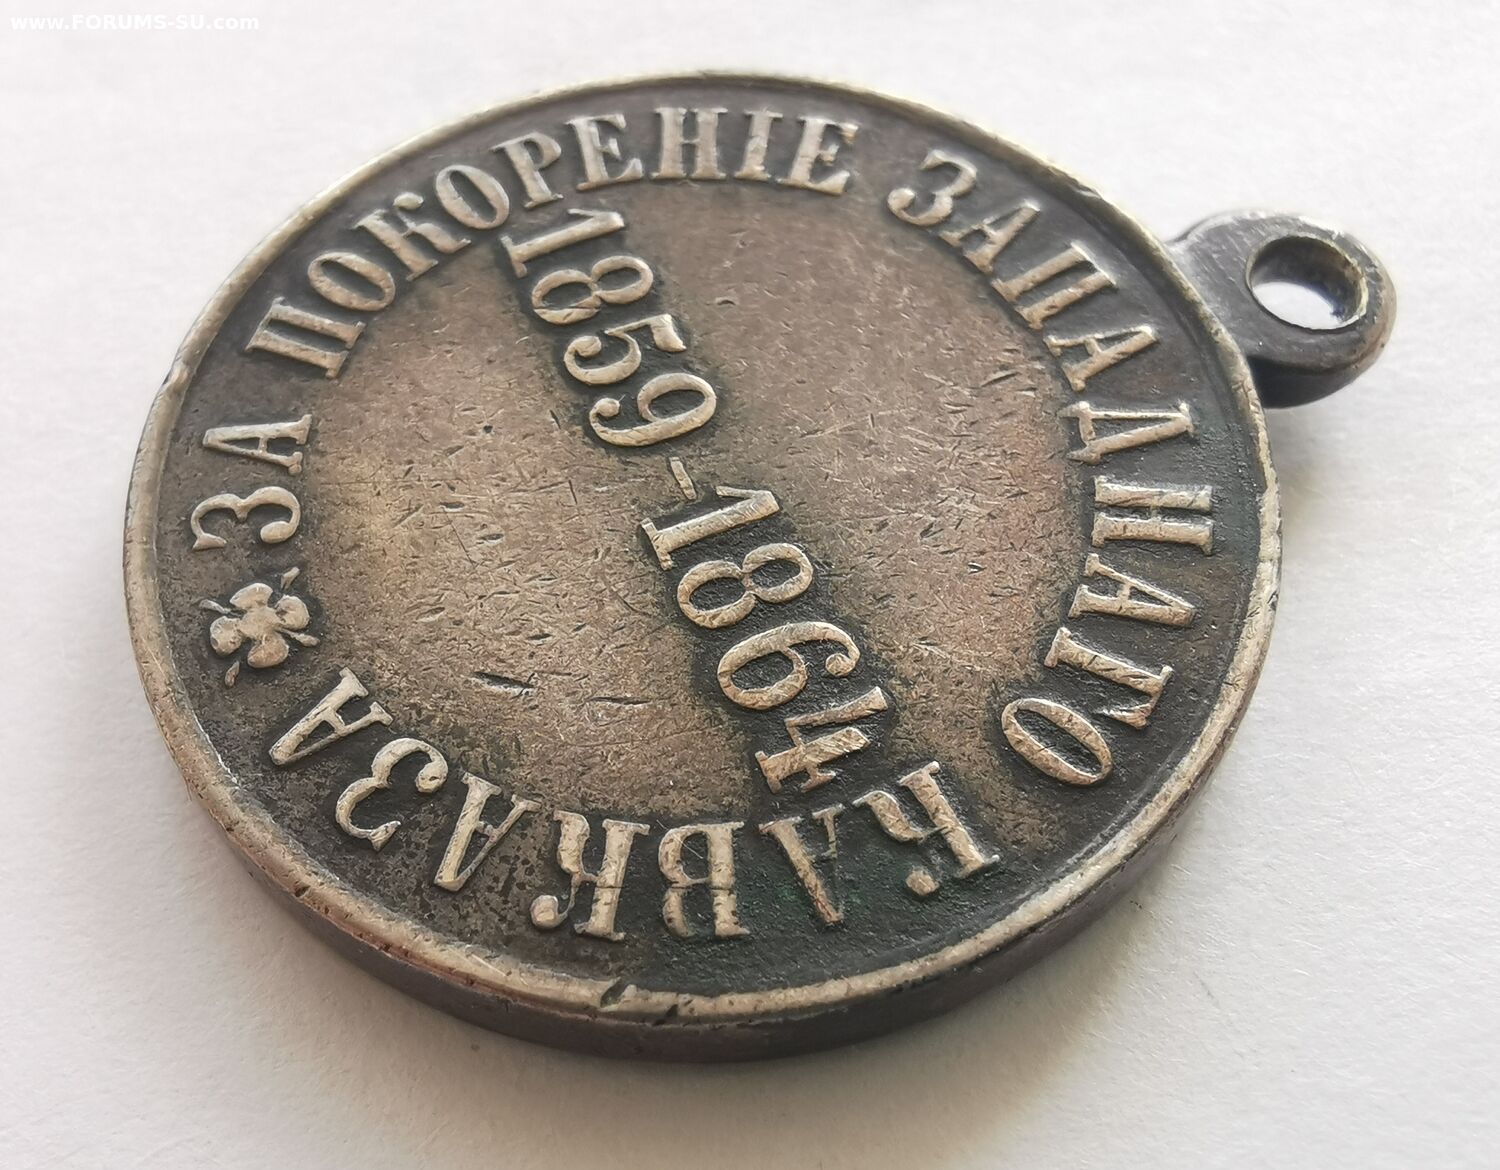 www.FORUMS-SU.com
ЗА ПОКОРЕНІЕ ЗАПАДНАГО КАВКАЗА
1859-1864